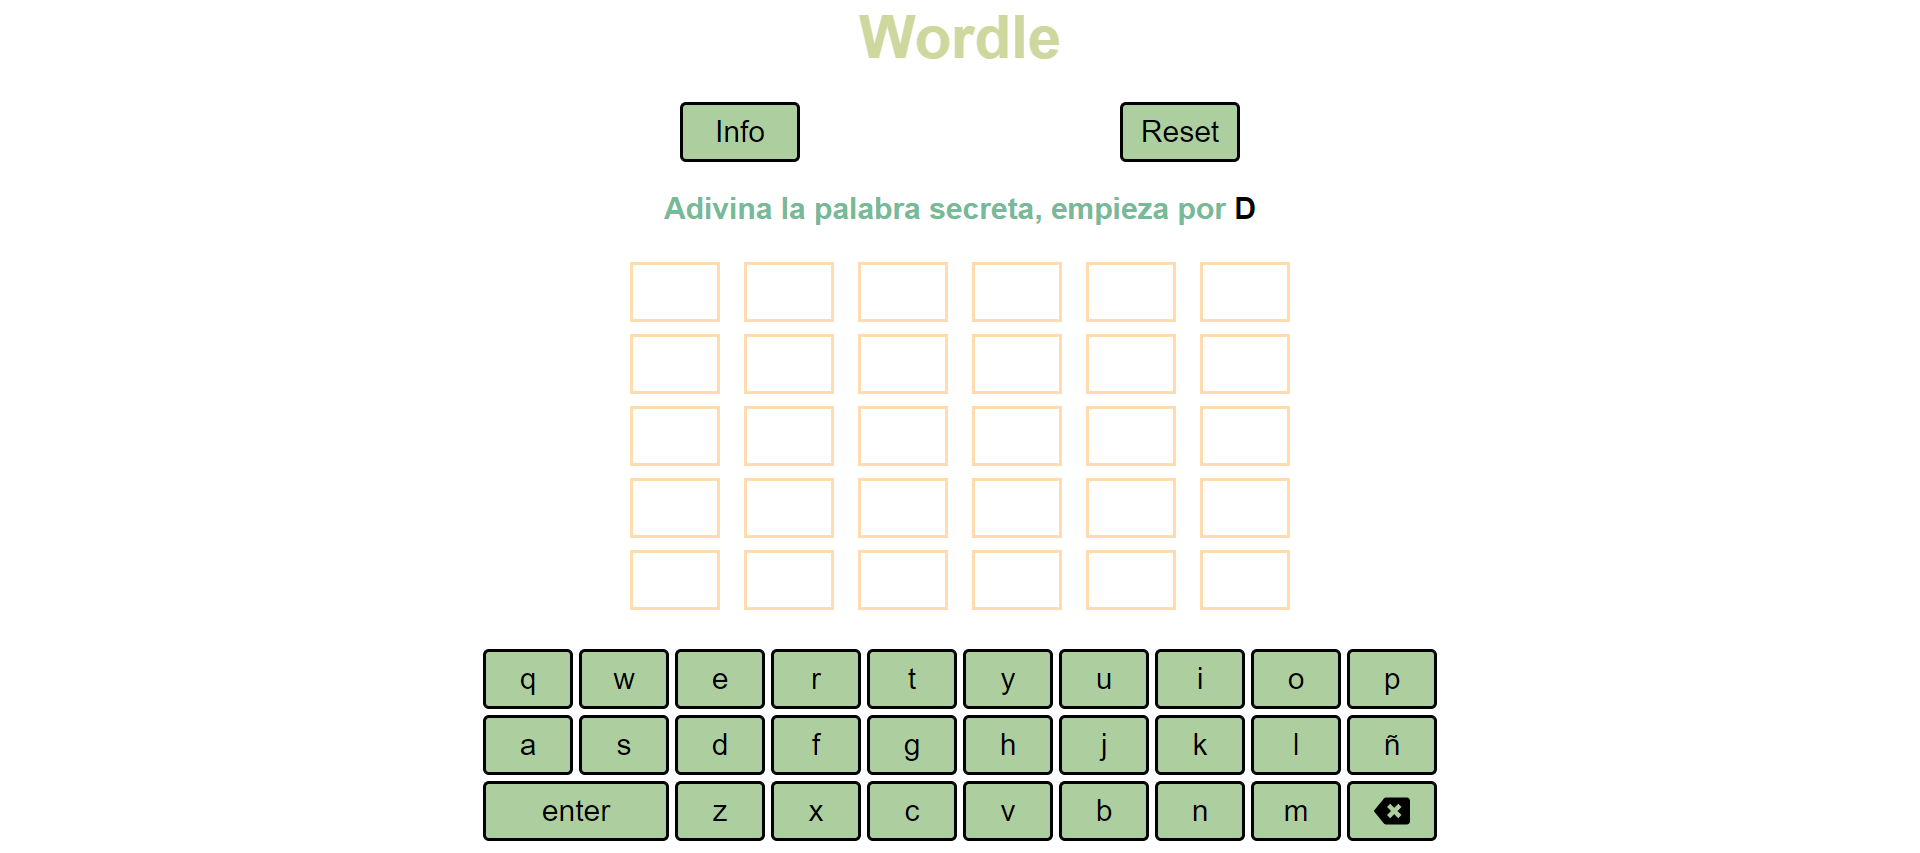 Wordle
Info Reset
Adivina la palabra secreta, empieza por D
q w e r t y u i o p
a s d f g h j k l ñ
enter z x c v b n m